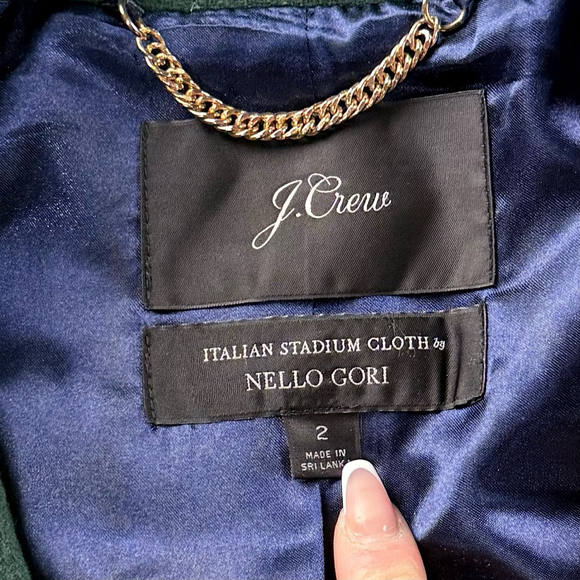 J.Crew
ITALIAN STADIUM CLOTH by
NELLO GORI
2
MADE IN
SRI LANKA